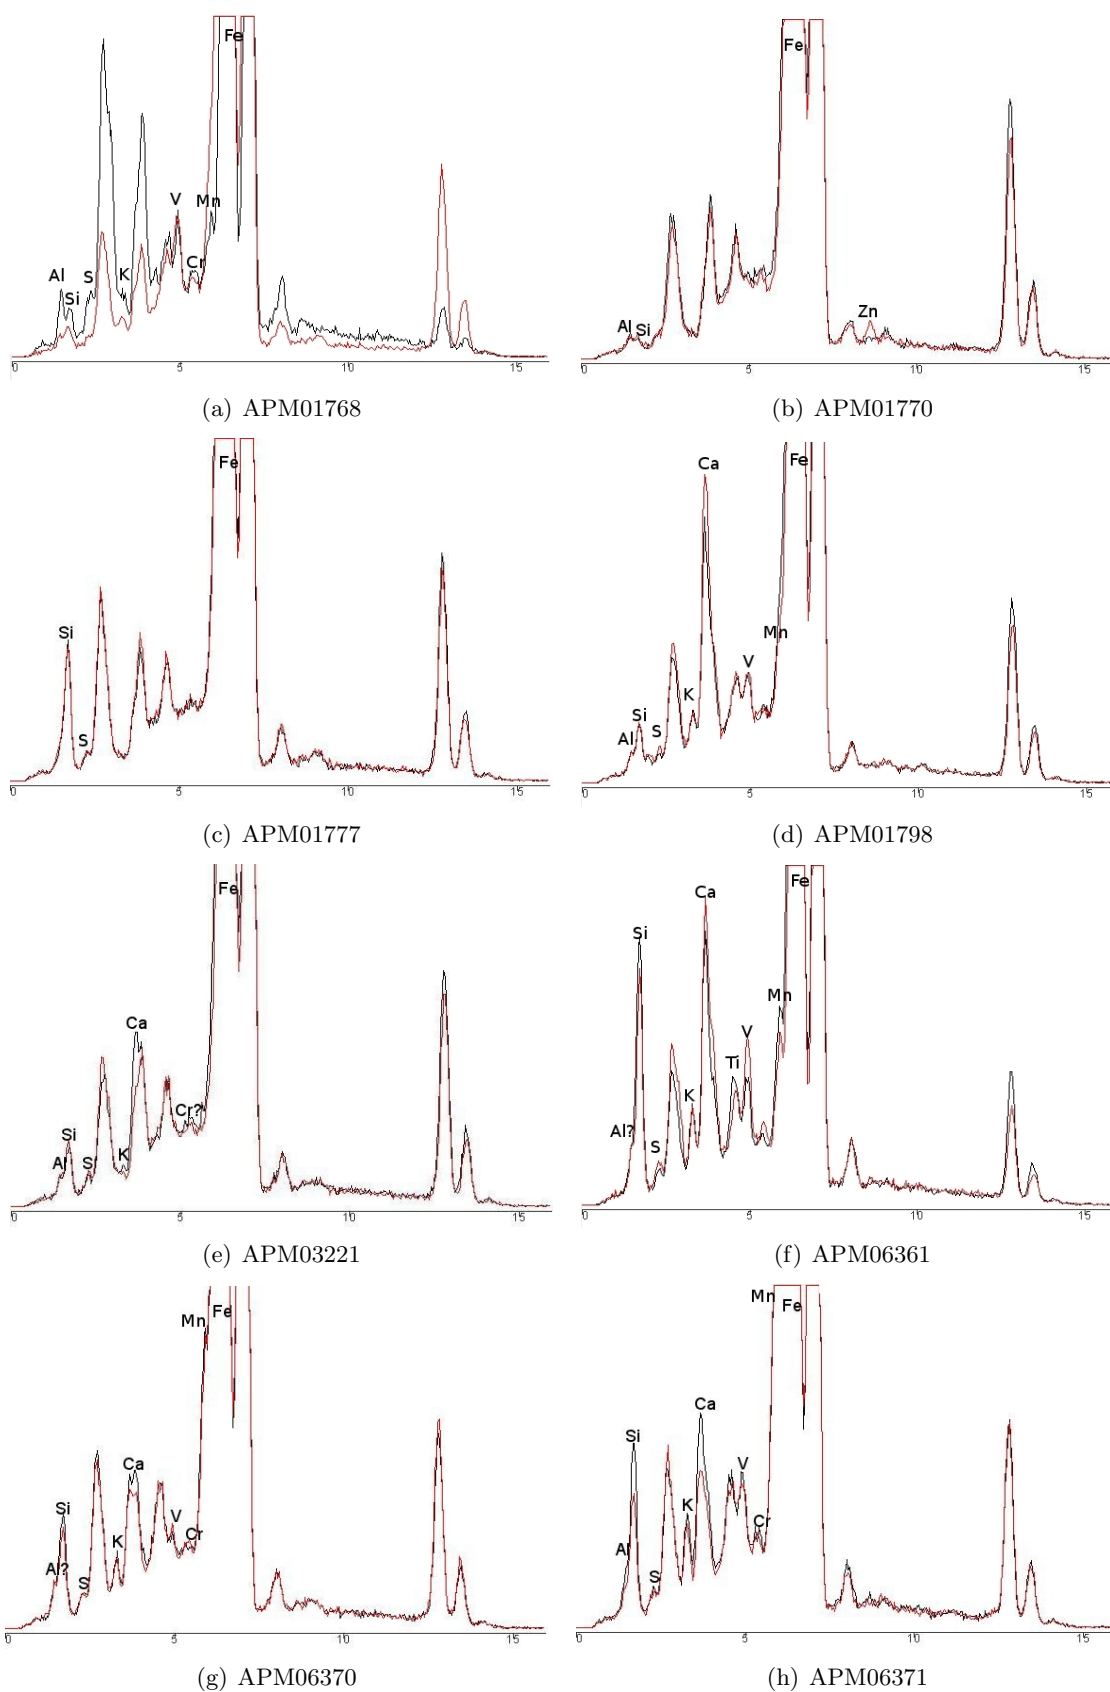 Fe
V
Mn
Al
Si
S
K
Cr
0 5 10 15
(a) APM01768
Fe
Zn
Al
Si
0 5 10 15
(b) APM01770
Fe
Si
S
0 5 10 15
(c) APM01777
Ca
Fe
Mn
V
K
Si
Al
S
0 5 10 15
(d) APM01798
Fe
Ca
Cr?
Si
Al
S
K
0 5 10 15
(e) APM03221
Fe
Ca
Si
Mn
V
Ti
K
Al?
S
0 5 10 15
(f) APM06361
Mn
Fe
Ca
Si
V
Cr
K
Al?
S
0 5 10 15
(g) APM06370
Mn
Fe
Ca
Si
V
K
Cr
Al
S
0 5 10 15
(h) APM06371